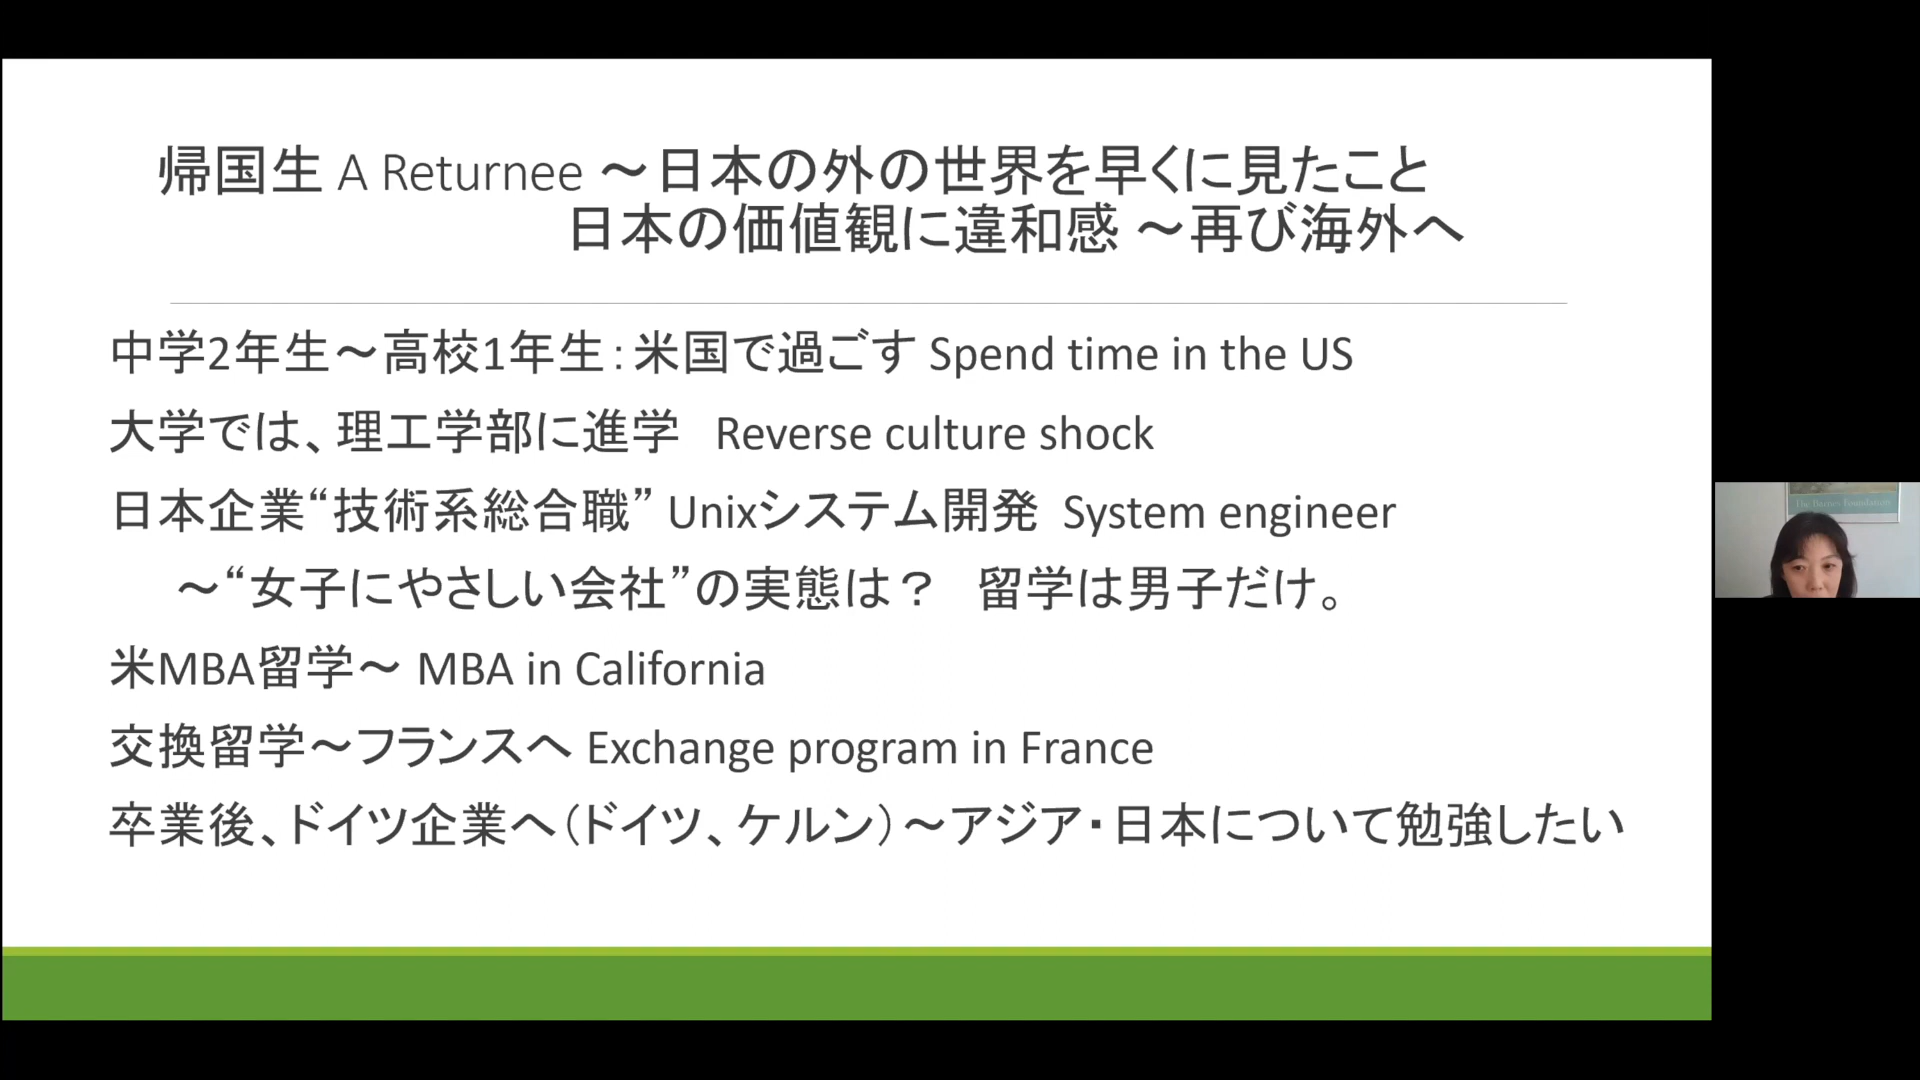 帰国生 A Returnee ～日本の外の世界を早くに見たこと
日本の価値観に違和感 ～再び海外へ
中学2年生～高校1年生：米国で過ごす Spend time in the US
大学では、理工学部に進学　Reverse culture shock
日本企業“技術系総合職” Unixシステム開発 System engineer
～“女子にやさしい会社”の実態は？　留学は男子だけ。
米MBA留学～ MBA in California
交換留学～フランスへ Exchange program in France
卒業後、ドイツ企業へ（ドイツ、ケルン）～アジア・日本について勉強したい
The Barnes Foundation